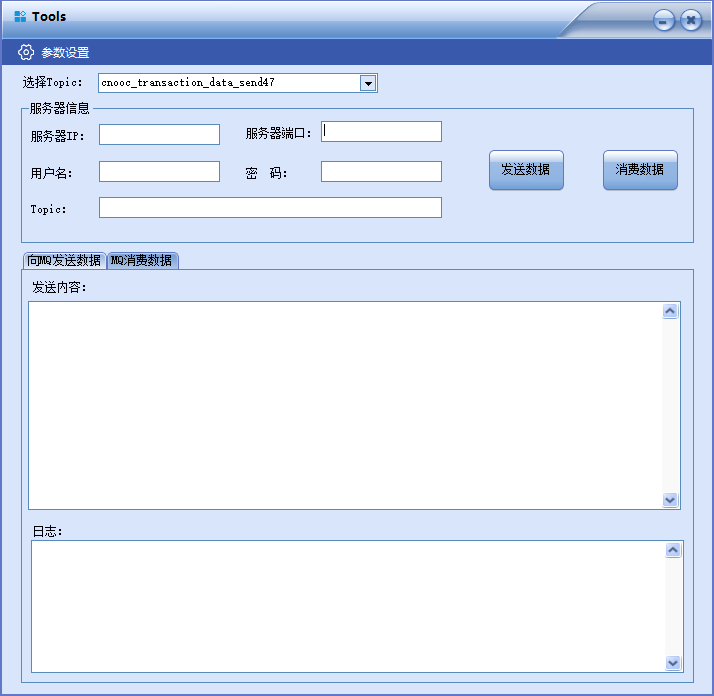 Tools
参数设置
选择Topic: cnooc_transaction_data_send47
服务器信息
服务器IP: 服务器端口:
用户名: 密 码: 发送数据 消费数据
Topic:
向MQ发送数据 MQ消费数据
发送内容:
日志: